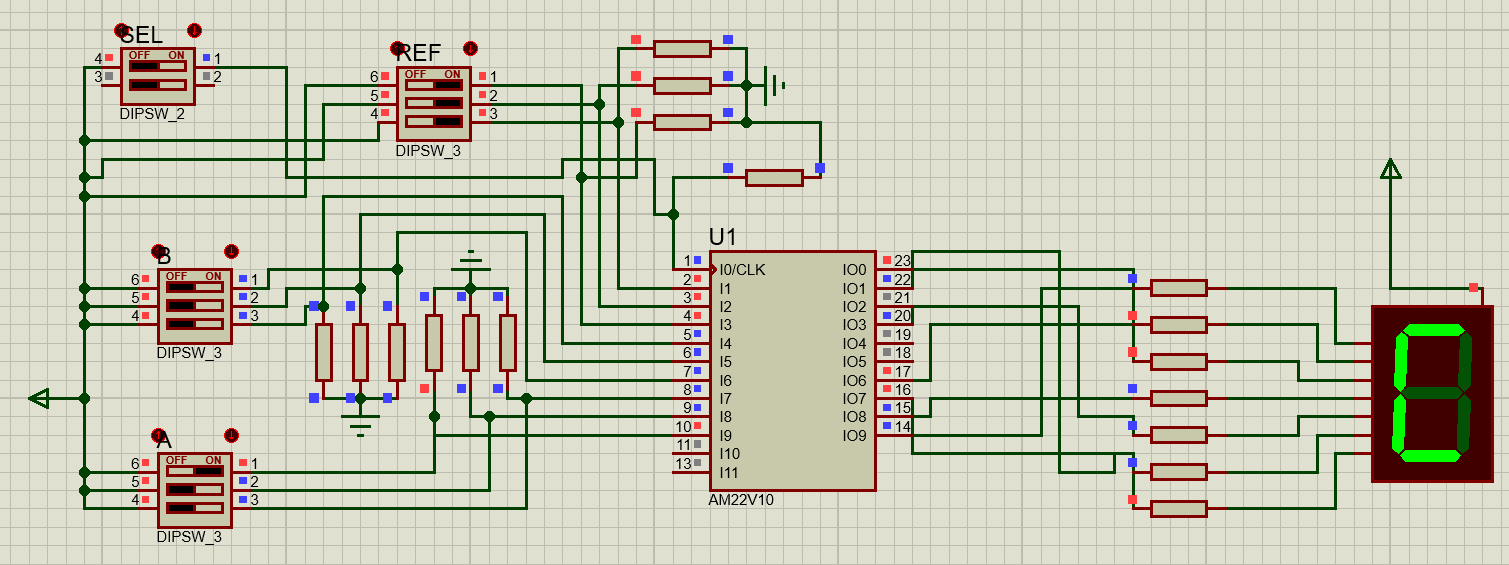 SEL
OFF ON
4 1
3 2
DIPSW_2
REF
OFF ON
6 1
5 2
4 3
DIPSW_3
B
OFF ON
6 1
5 2
4 3
DIPSW_3
A
OFF ON
6 1
5 2
4 3
DIPSW_3
U1
1 I0/CLK IO0 23
2 I1 IO1 22
3 I2 IO2 21
4 I3 IO3 20
5 I4 IO4 19
6 I5 IO5 18
7 I6 IO6 17
8 I7 IO7 16
9 I8 IO8 15
10 I9 IO9 14
11 I10
13 I11
AM22V10